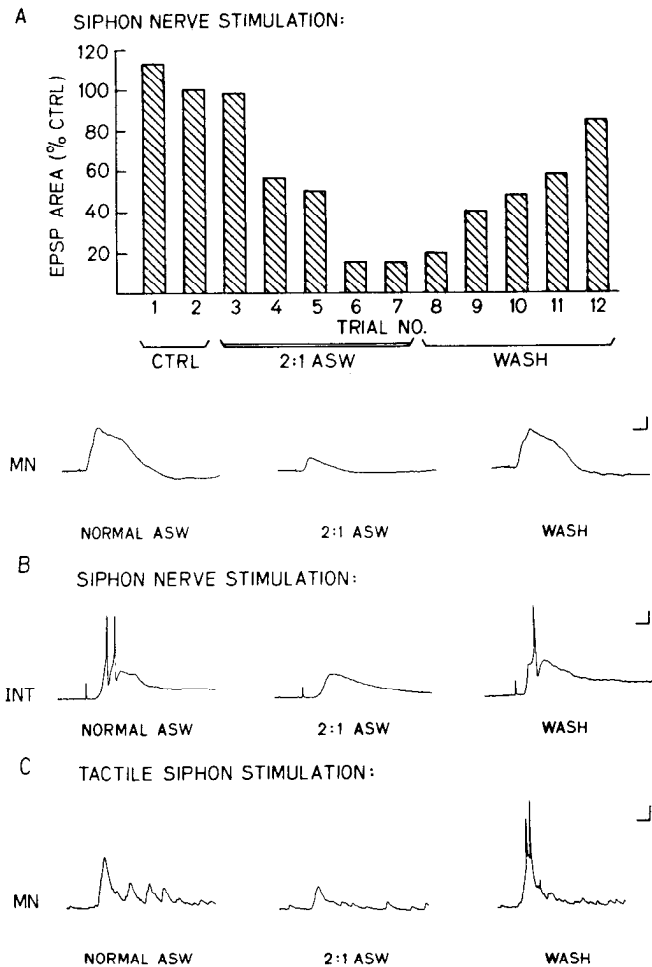 A SIPHON NERVE STIMULATION:
EPSP AREA (% CTRL)
120
100
80
60
40
20
1 2 3 4 5 6 7 8 9 10 11 12
TRIAL NO.
CTRL 2:1 ASW WASH
MN
NORMAL ASW 2:1 ASW WASH
B SIPHON NERVE STIMULATION:
INT
NORMAL ASW 2:1 ASW WASH
C TACTILE SIPHON STIMULATION:
MN
NORMAL ASW 2:1 ASW WASH